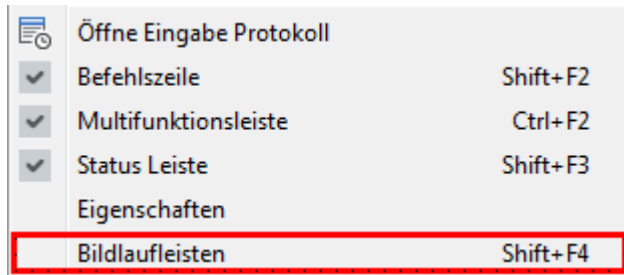 Öffne Eingabe Protokoll
Befehlszeile Shift+F2
Multifunktionsleiste Ctrl+F2
Status Leiste Shift+F3
Eigenschaften
Bildlaufleisten Shift+F4